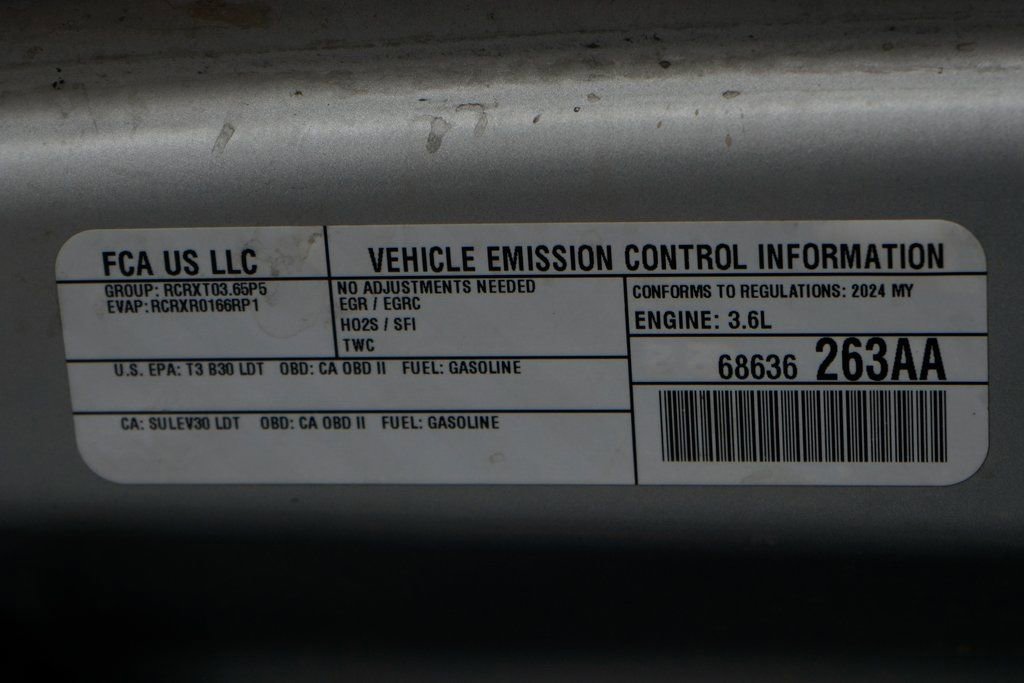 FCA US LLC
VEHICLE EMISSION CONTROL INFORMATION
GROUP: RCRXT03.65P5
EVAP: RCRXR0166RP1
NO ADJUSTMENTS NEEDED
EGR / EGRC
HO2S / SFI
TWC
CONFORMS TO REGULATIONS: 2024 MY
ENGINE: 3.6L
68636 263AA
U.S. EPA: T3 B30 LDT OBD: CA OBD II FUEL: GASOLINE
CA: SULEV30 LDT OBD: CA OBD II FUEL: GASOLINE